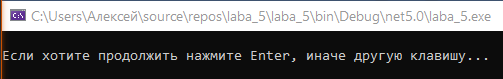 C:\Users\Алексей\source\repos\laba_5\laba_5\bin\Debug\net5.0\laba_5.exe
Если хотите продолжить нажмите Enter, иначе другую клавишу...